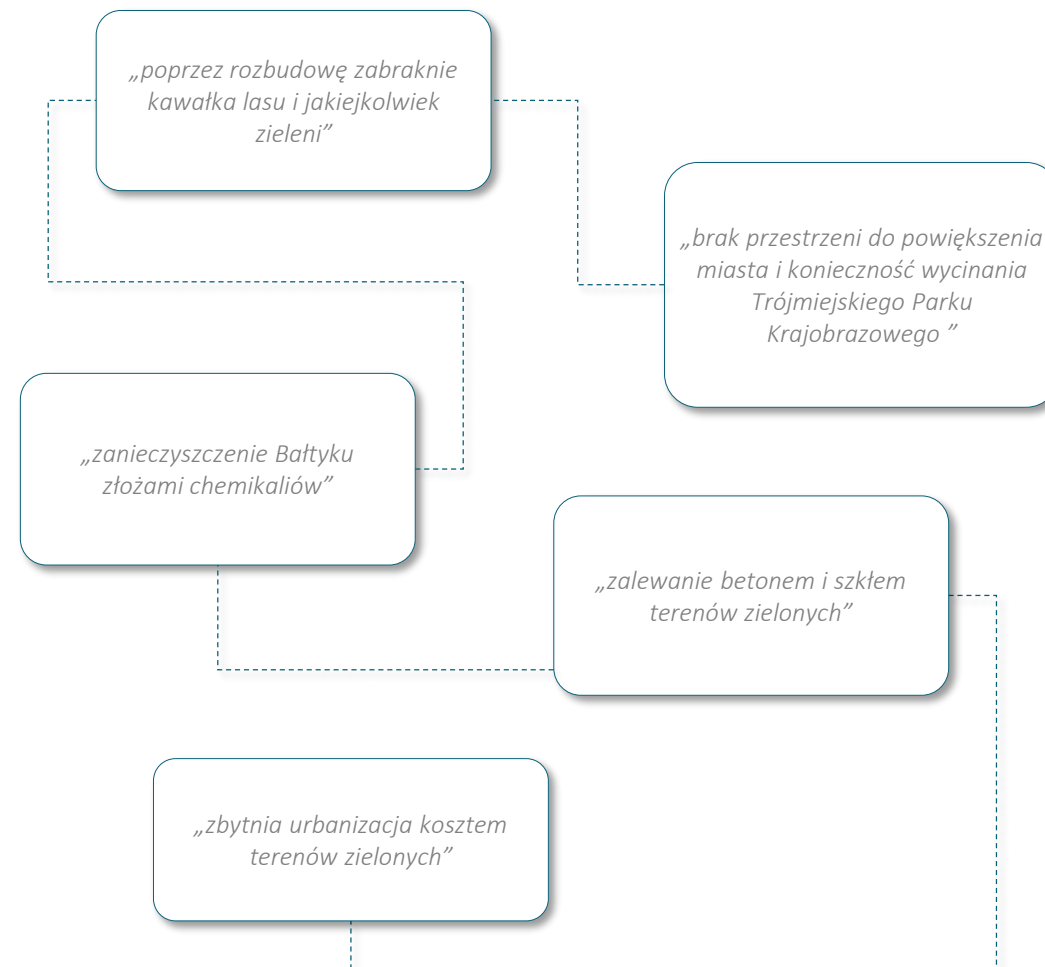 „poprzez rozbudowę zabraknie
kawałka lasu i jakiejkolwiek
zieleni”
„brak przestrzeni do powiększenia
miasta i konieczność wycinania
Trójmiejskiego Parku
Krajobrazowego ”
„zanieczyszczenie Bałtyku
złożami chemikaliów”
„zalewanie betonem i szkłem
terenów zielonych”
„zbytnia urbanizacja kosztem
terenów zielonych”